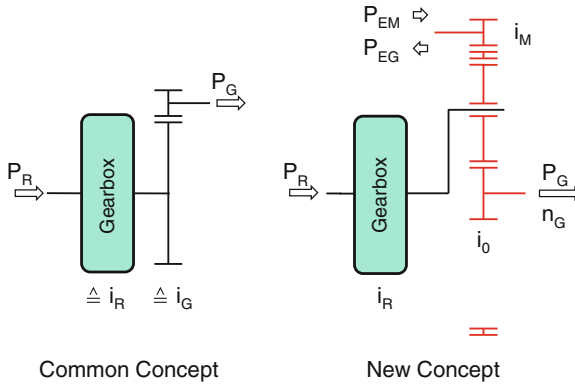 P_EM
i_M
P_EG
P_G
P_R
Gearbox
≙ i_R
≙ i_G
Common Concept
P_R
Gearbox
i_R
P_G
n_G
i_0
New Concept